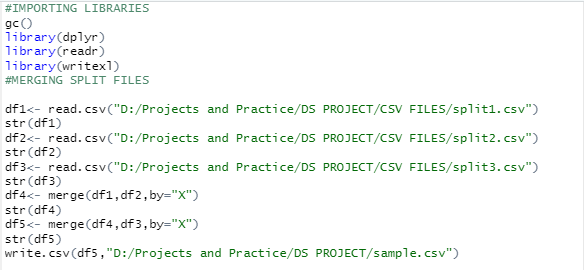 #IMPORTING LIBRARIES
gc()
library(dplyr)
library(readr)
library(writexl)
#MERGING SPLIT FILES
df1<- read.csv("D:/Projects and Practice/DS PROJECT/CSV FILES/split1.csv")
str(df1)
df2<- read.csv("D:/Projects and Practice/DS PROJECT/CSV FILES/split2.csv")
str(df2)
df3<- read.csv("D:/Projects and Practice/DS PROJECT/CSV FILES/split3.csv")
str(df3)
df4<- merge(df1,df2,by="X")
str(df4)
df5<- merge(df4,df3,by="X")
str(df5)
write.csv(df5,"D:/Projects and Practice/DS PROJECT/sample.csv")